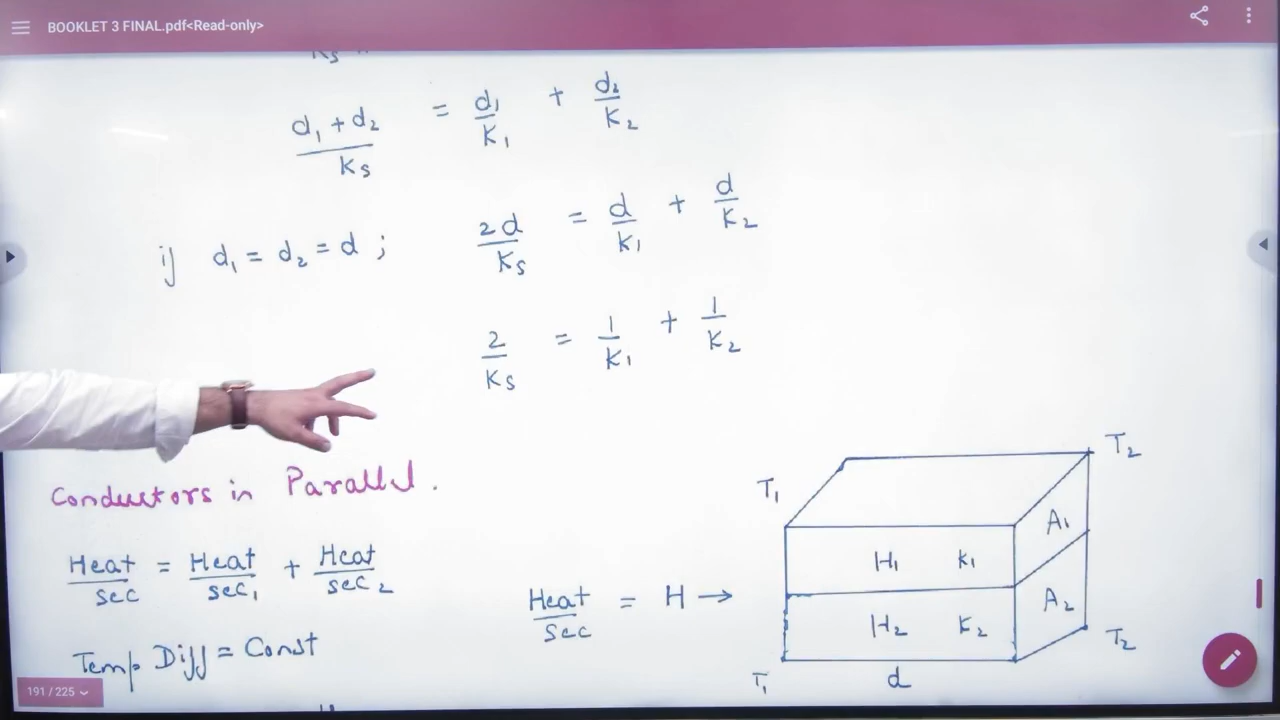 BOOKLET 3 FINAL.pdf<Read-only>
Ks
d₁ + d₂ / Ks = d₁/K₁ + d₂/K₂
if d₁ = d₂ = d ; 2d/Ks = d/K₁ + d/K₂
2/Ks = 1/K₁ + 1/K₂
Conductors in Parallel .
Heat/sec = Heat/sec₁ + Heat/sec₂
Temp Diff = Const
Heat/Sec = H →
T₁ T₂
H₁ K₁ A₁
H₂ K₂ A₂
T₁ d T₂
191 / 225